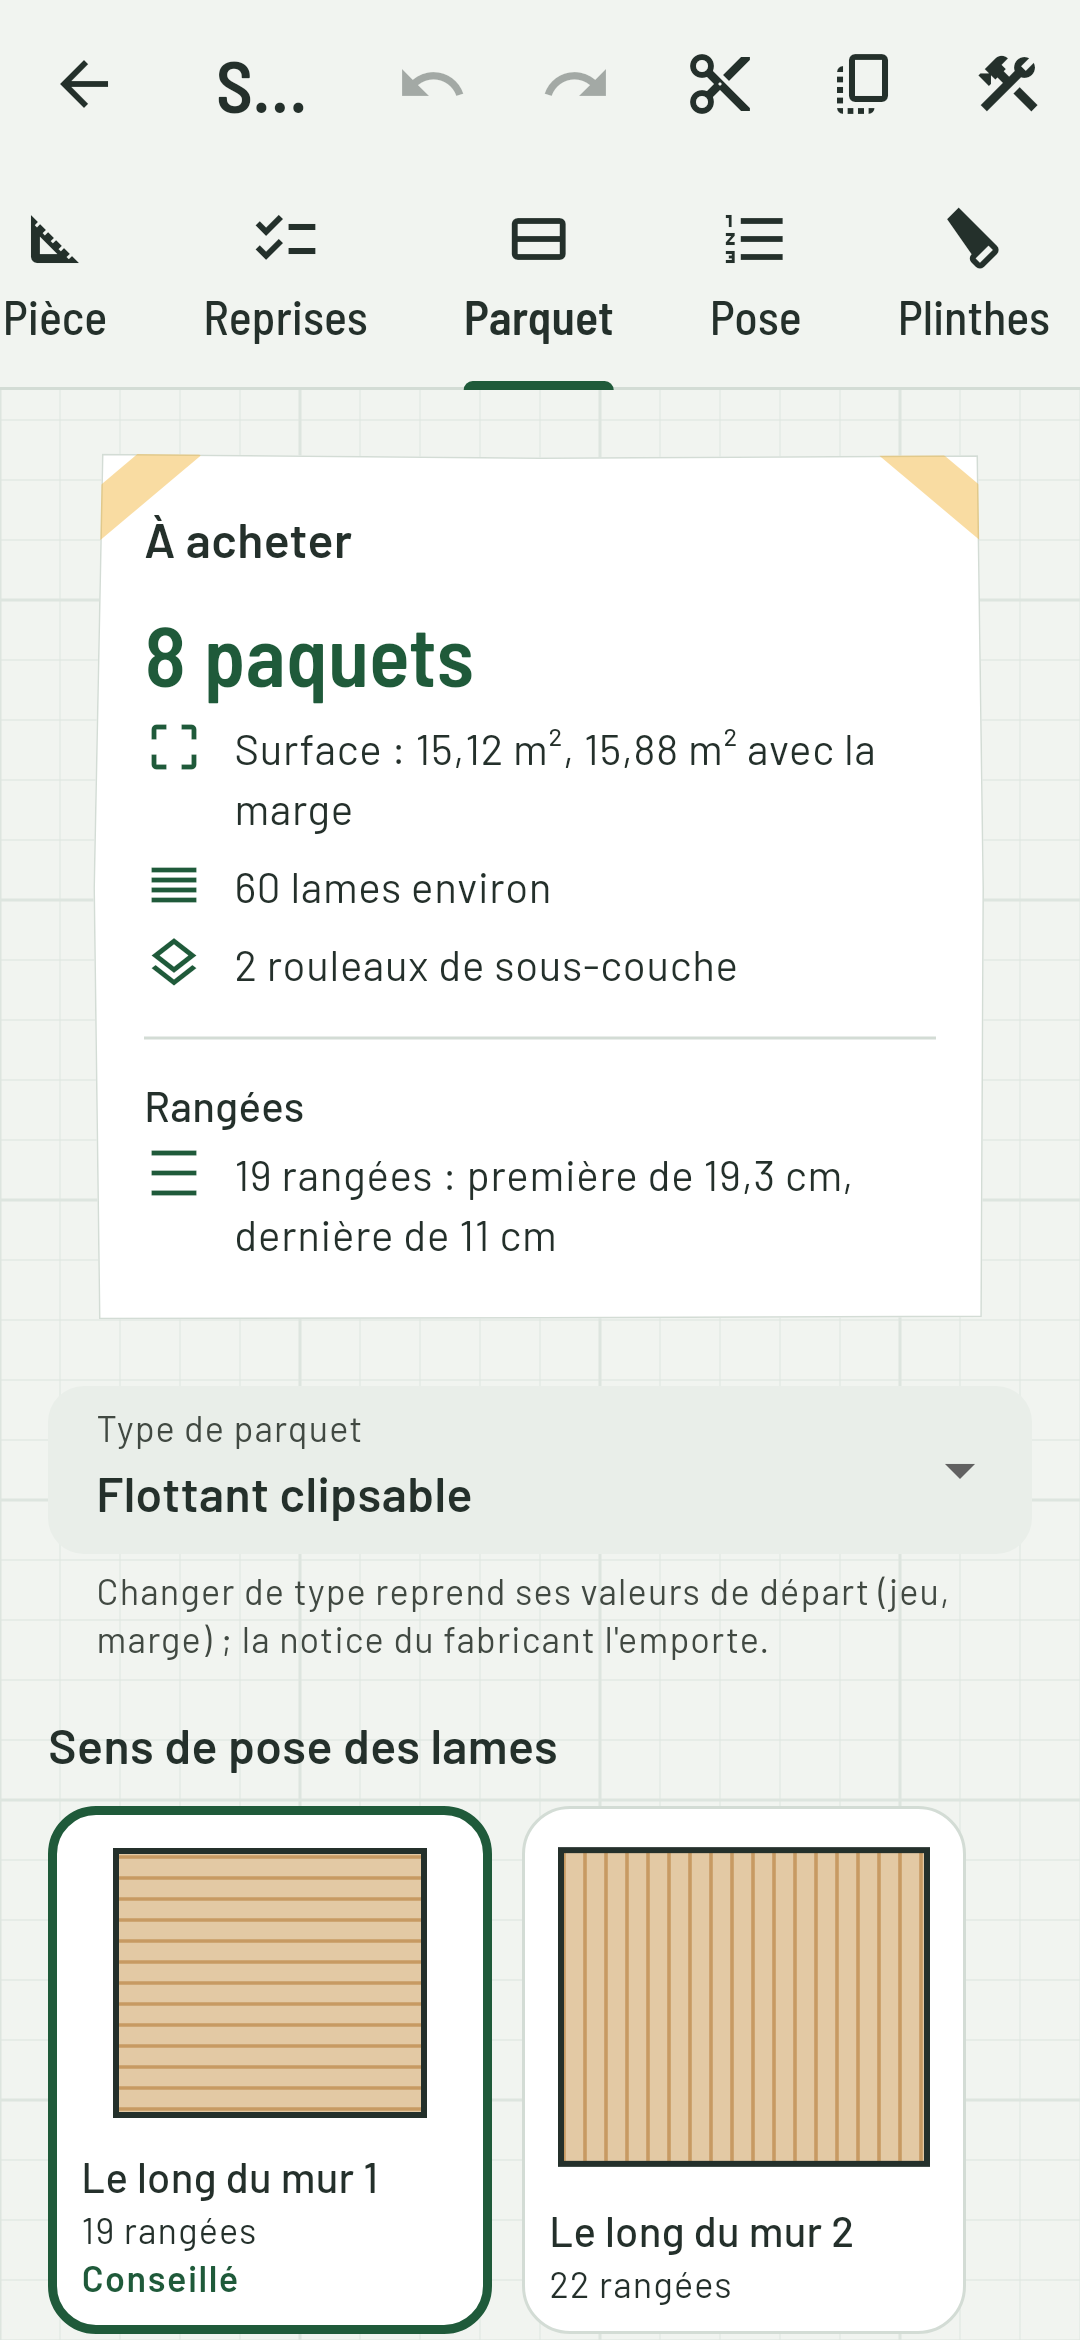 S...
Pièce
Reprises
Parquet
Pose
Plinthes
À acheter
8 paquets
Surface : 15,12 m², 15,88 m² avec la
marge
60 lames environ
2 rouleaux de sous-couche
Rangées
19 rangées : première de 19,3 cm,
dernière de 11 cm
Type de parquet
Flottant clipsable
Changer de type reprend ses valeurs de départ (jeu,
marge) ; la notice du fabricant l'emporte.
Sens de pose des lames
Le long du mur 1
19 rangées
Conseillé
Le long du mur 2
22 rangées